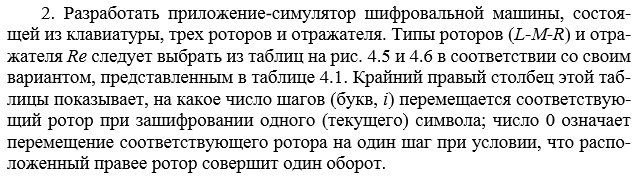 2. Разработать приложение-симулятор шифровальной машины, состоя-
щей из клавиатуры, трех роторов и отражателя. Типы роторов (L-M-R) и отра-
жателя Re следует выбрать из таблиц на рис. 4.5 и 4.6 в соответствии со своим
вариантом, представленным в таблице 4.1. Крайний правый столбец этой таб-
лицы показывает, на какое число шагов (букв, i) перемещается соответствую-
щий ротор при зашифровании одного (текущего) символа; число 0 означает
перемещение соответствующего ротора на один шаг при условии, что распо-
ложенный правее ротор совершит один оборот.